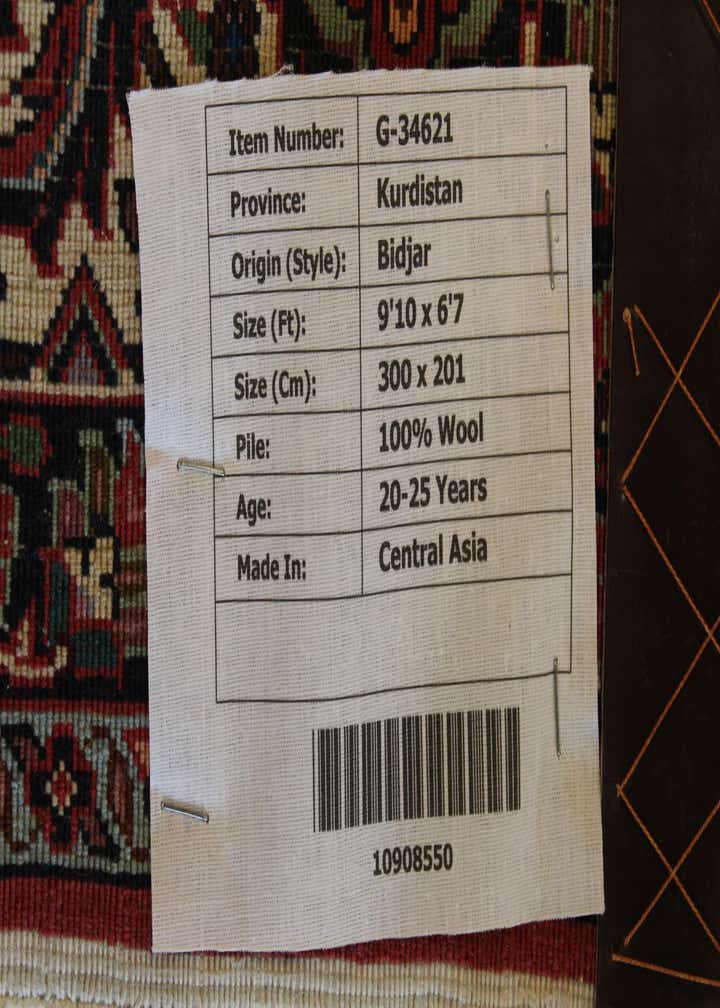 Item Number: G-34621
Province: Kurdistan
Origin (Style): Bidjar
Size (Ft): 9'10 x 6'7
Size (Cm): 300 x 201
Pile: 100% Wool
Age: 20-25 Years
Made In: Central Asia
10908550